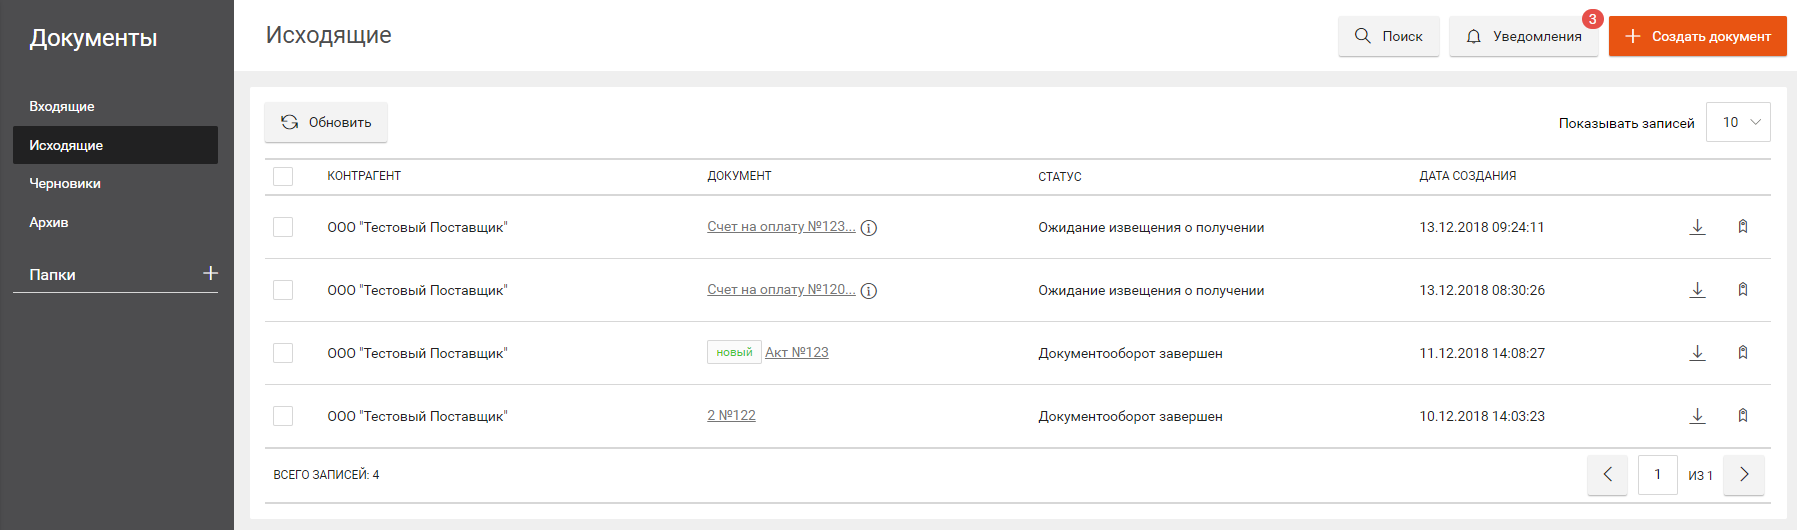 Документы
Входящие
Исходящие
Черновики
Архив
Папки
Исходящие
Поиск
Уведомления
3
Создать документ
Обновить
Показывать записей 10
КОНТРАГЕНТ ДОКУМЕНТ СТАТУС ДАТА СОЗДАНИЯ
ООО "Тестовый Поставщик" Счет на оплату №123... Ожидание извещения о получении 13.12.2018 09:24:11
ООО "Тестовый Поставщик" Счет на оплату №120... Ожидание извещения о получении 13.12.2018 08:30:26
ООО "Тестовый Поставщик" новый Акт №123 Документооборот завершен 11.12.2018 14:08:27
ООО "Тестовый Поставщик" 2 №122 Документооборот завершен 10.12.2018 14:03:23
ВСЕГО ЗАПИСЕЙ: 4 1 ИЗ 1